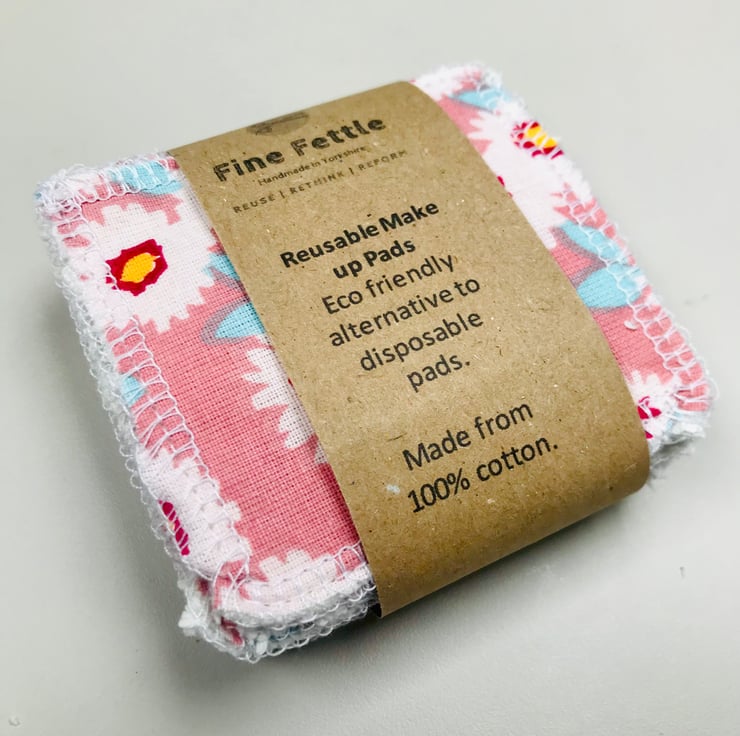 Fine Fettle
Handmade in Yorkshire
REUSE | RETHINK | REFORM
Reusable Make
up Pads
Eco friendly
alternative to
disposable
pads.
Made from
100% cotton.